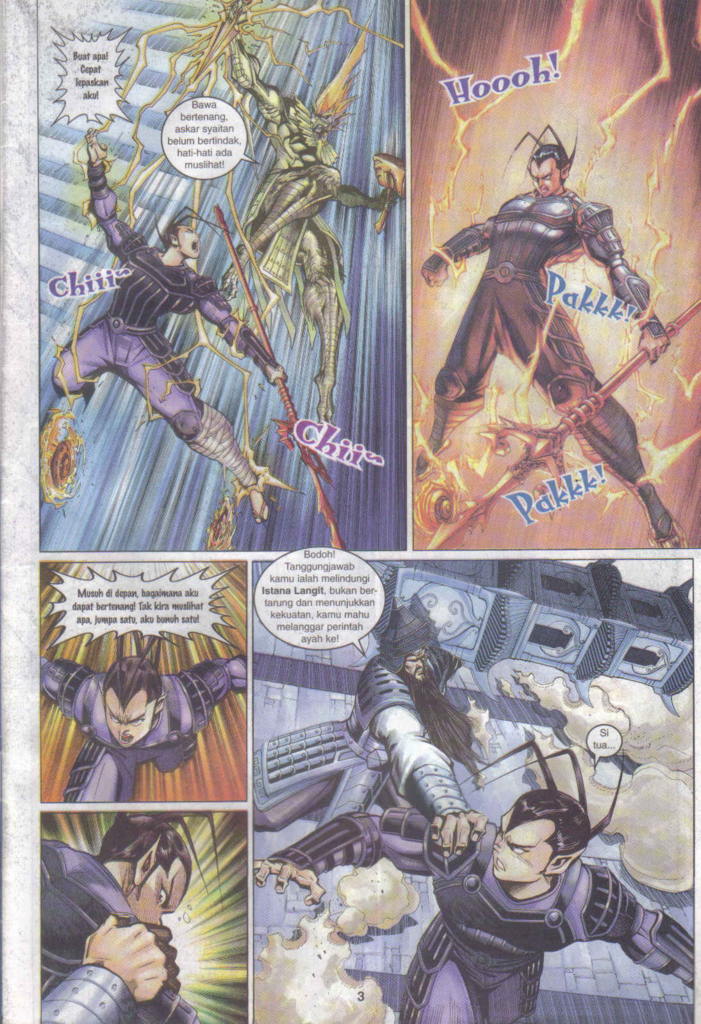 Buat apa!
Cepat
lepaskan
aku!
Bawa
bertenang,
askar syaitan
belum bertindak,
hati-hati ada
muslihat!
Chiii~
Chiii~
Hoooh!
Pakkk!
Pakkk!
Musuh di depan, bagaimana aku
dapat bertenang! Tak kira muslihat
apa, jumpa satu, aku bunuh satu!
Bodoh!
Tanggungjawab
kamu ialah melindungi
Istana Langit, bukan ber-
tarung dan menunjukkan
kekuatan, kamu mahu
melanggar perintah
ayah ke!
Si
tua...
3